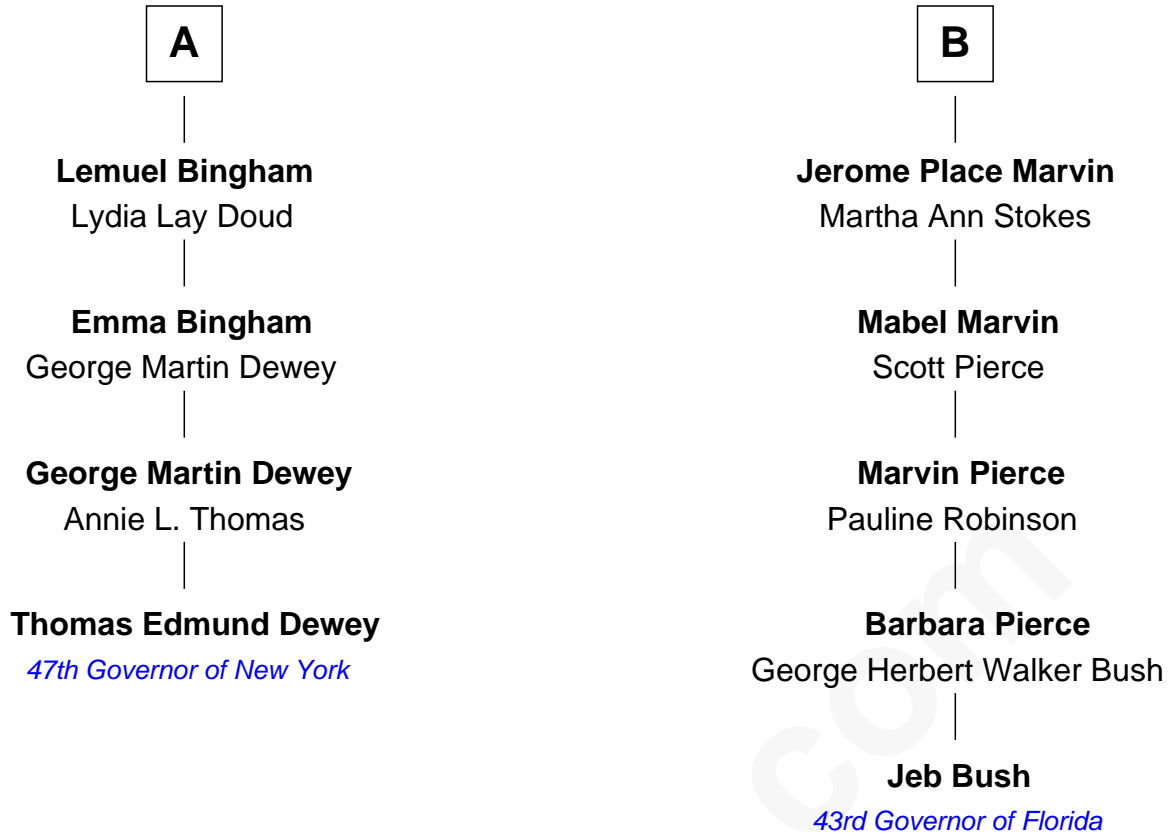 A
Lemuel Bingham
Lydia Lay Doud
Emma Bingham
George Martin Dewey
George Martin Dewey
Annie L. Thomas
Thomas Edmund Dewey
47th Governor of New York
B
Jerome Place Marvin
Martha Ann Stokes
Mabel Marvin
Scott Pierce
Marvin Pierce
Pauline Robinson
Barbara Pierce
George Herbert Walker Bush
Jeb Bush
43rd Governor of Florida
com